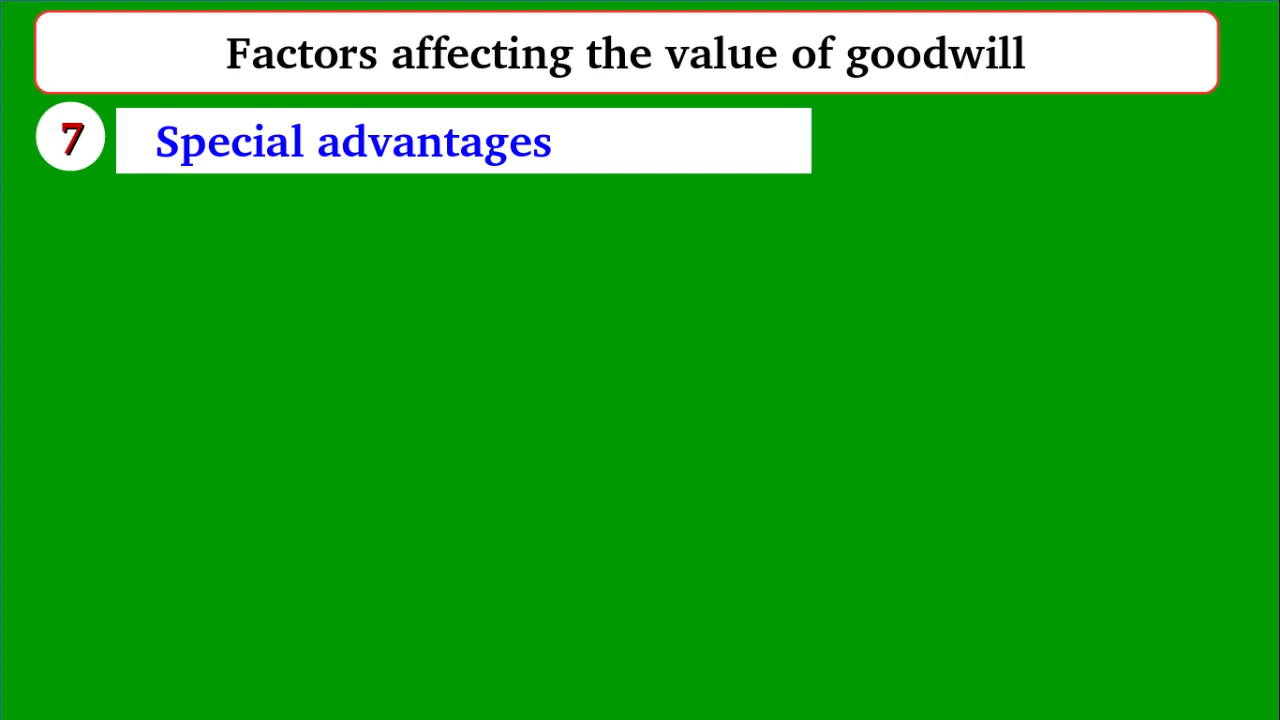 Factors affecting the value of goodwill
7 Special advantages